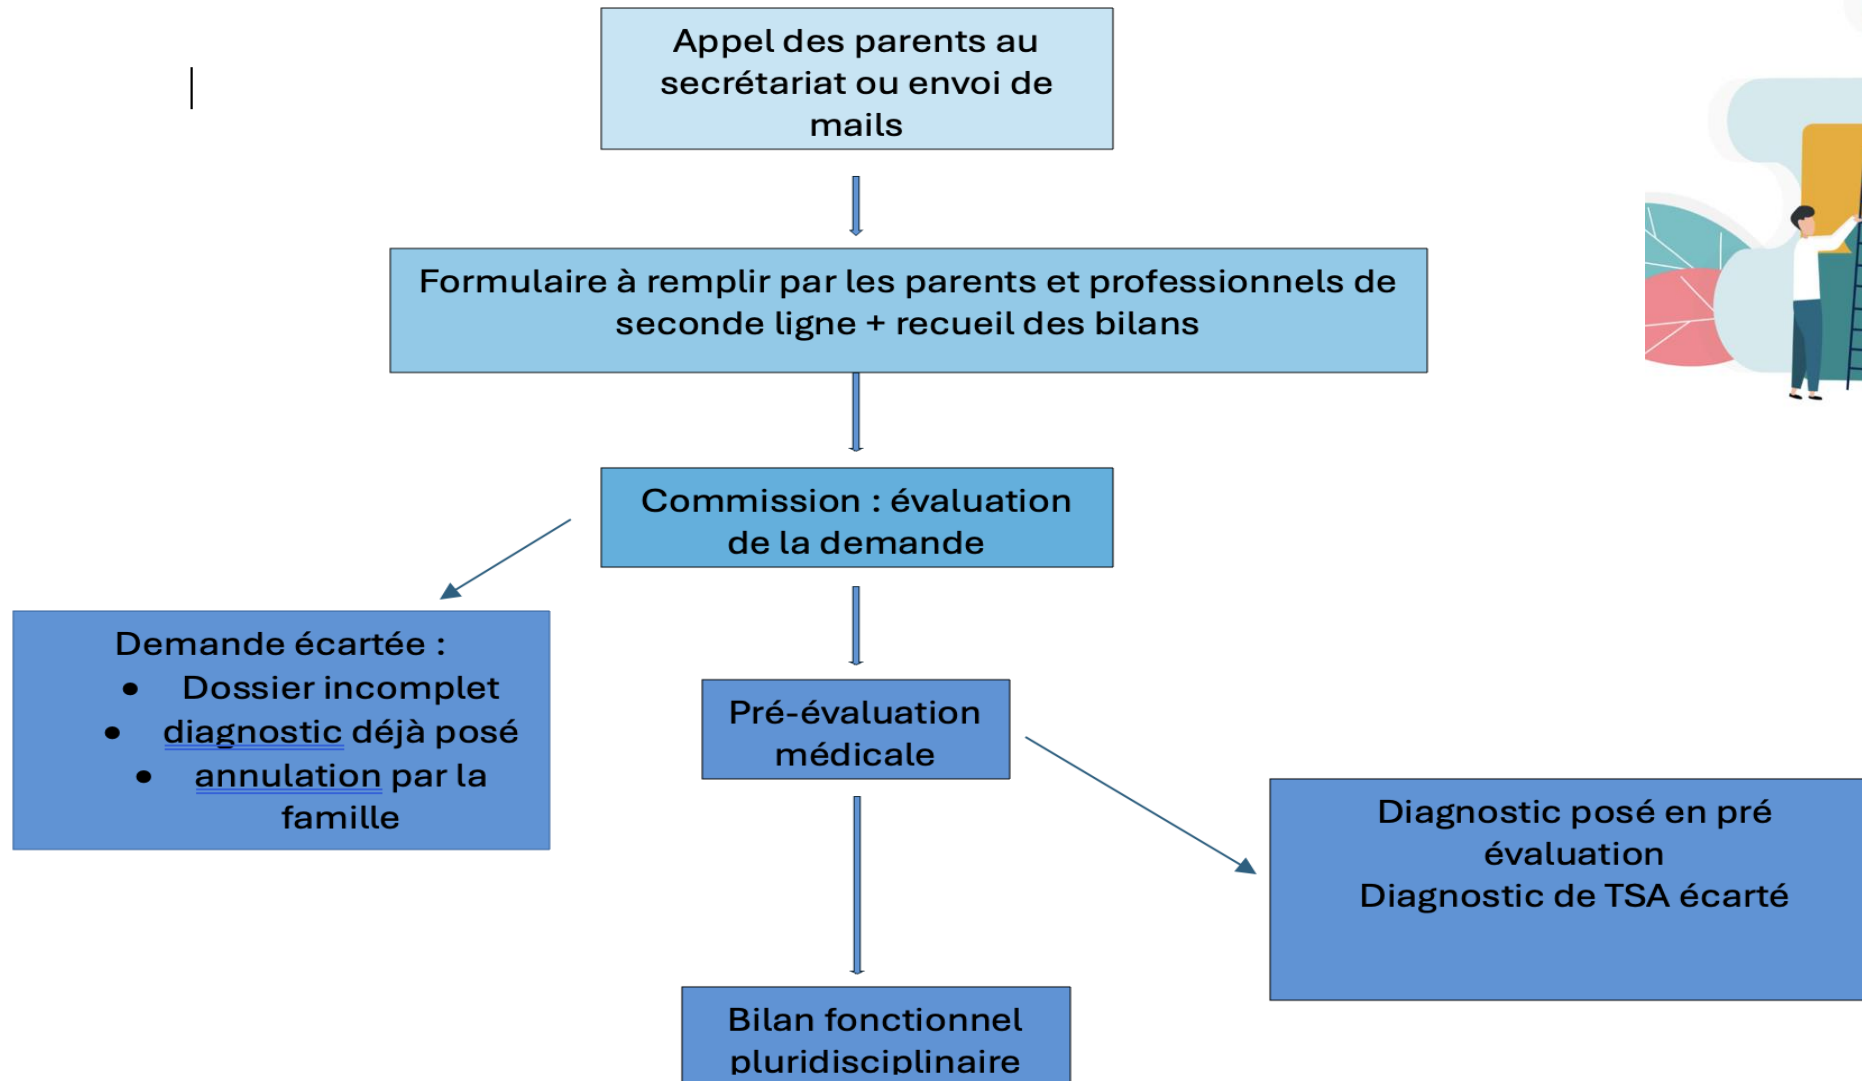 Appel des parents au
secrétariat ou envoi de
mails
Formulaire à remplir par les parents et professionnels de
seconde ligne + recueil des bilans
Commission : évaluation
de la demande
Demande écartée :
• Dossier incomplet
• diagnostic déjà posé
• annulation par la
famille
Pré-évaluation
médicale
Diagnostic posé en pré
évaluation
Diagnostic de TSA écarté
Bilan fonctionnel
pluridisciplinaire